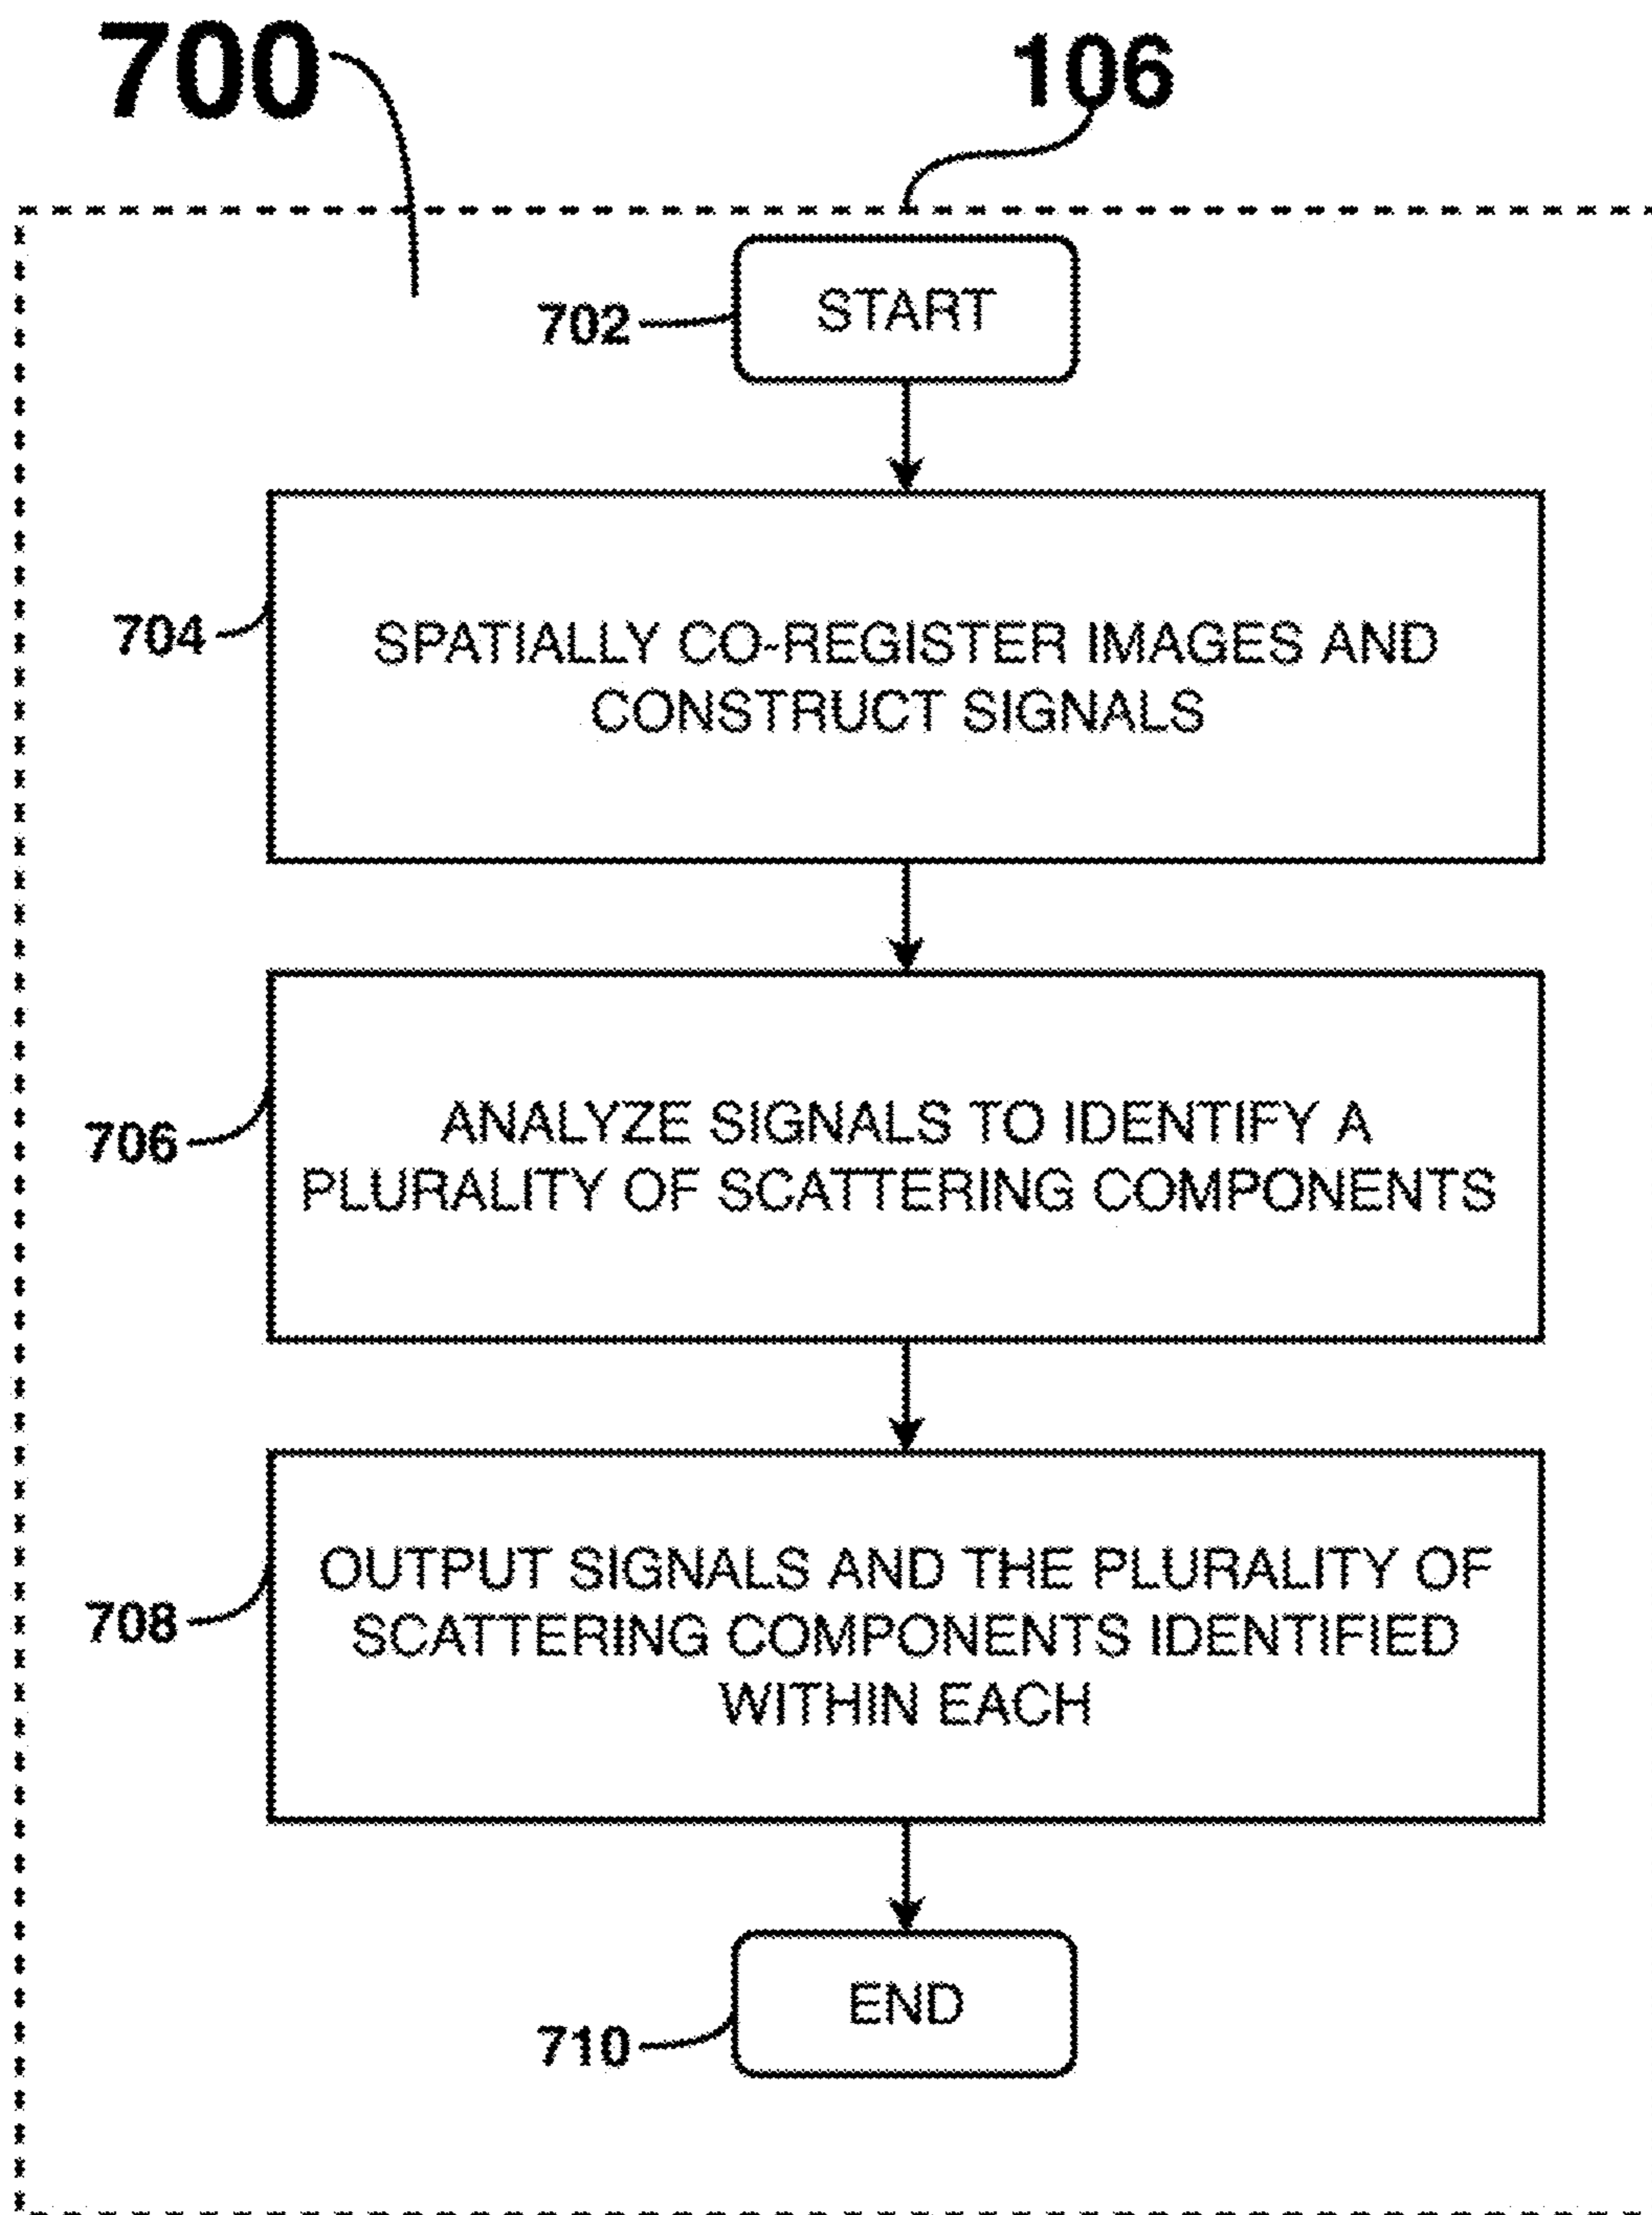 700
106
702
START
704
SPATIALLY CO-REGISTER IMAGES AND
CONSTRUCT SIGNALS
706
ANALYZE SIGNALS TO IDENTIFY A
PLURALITY OF SCATTERING COMPONENTS
708
OUTPUT SIGNALS AND THE PLURALITY OF
SCATTERING COMPONENTS IDENTIFIED
WITHIN EACH
710
END